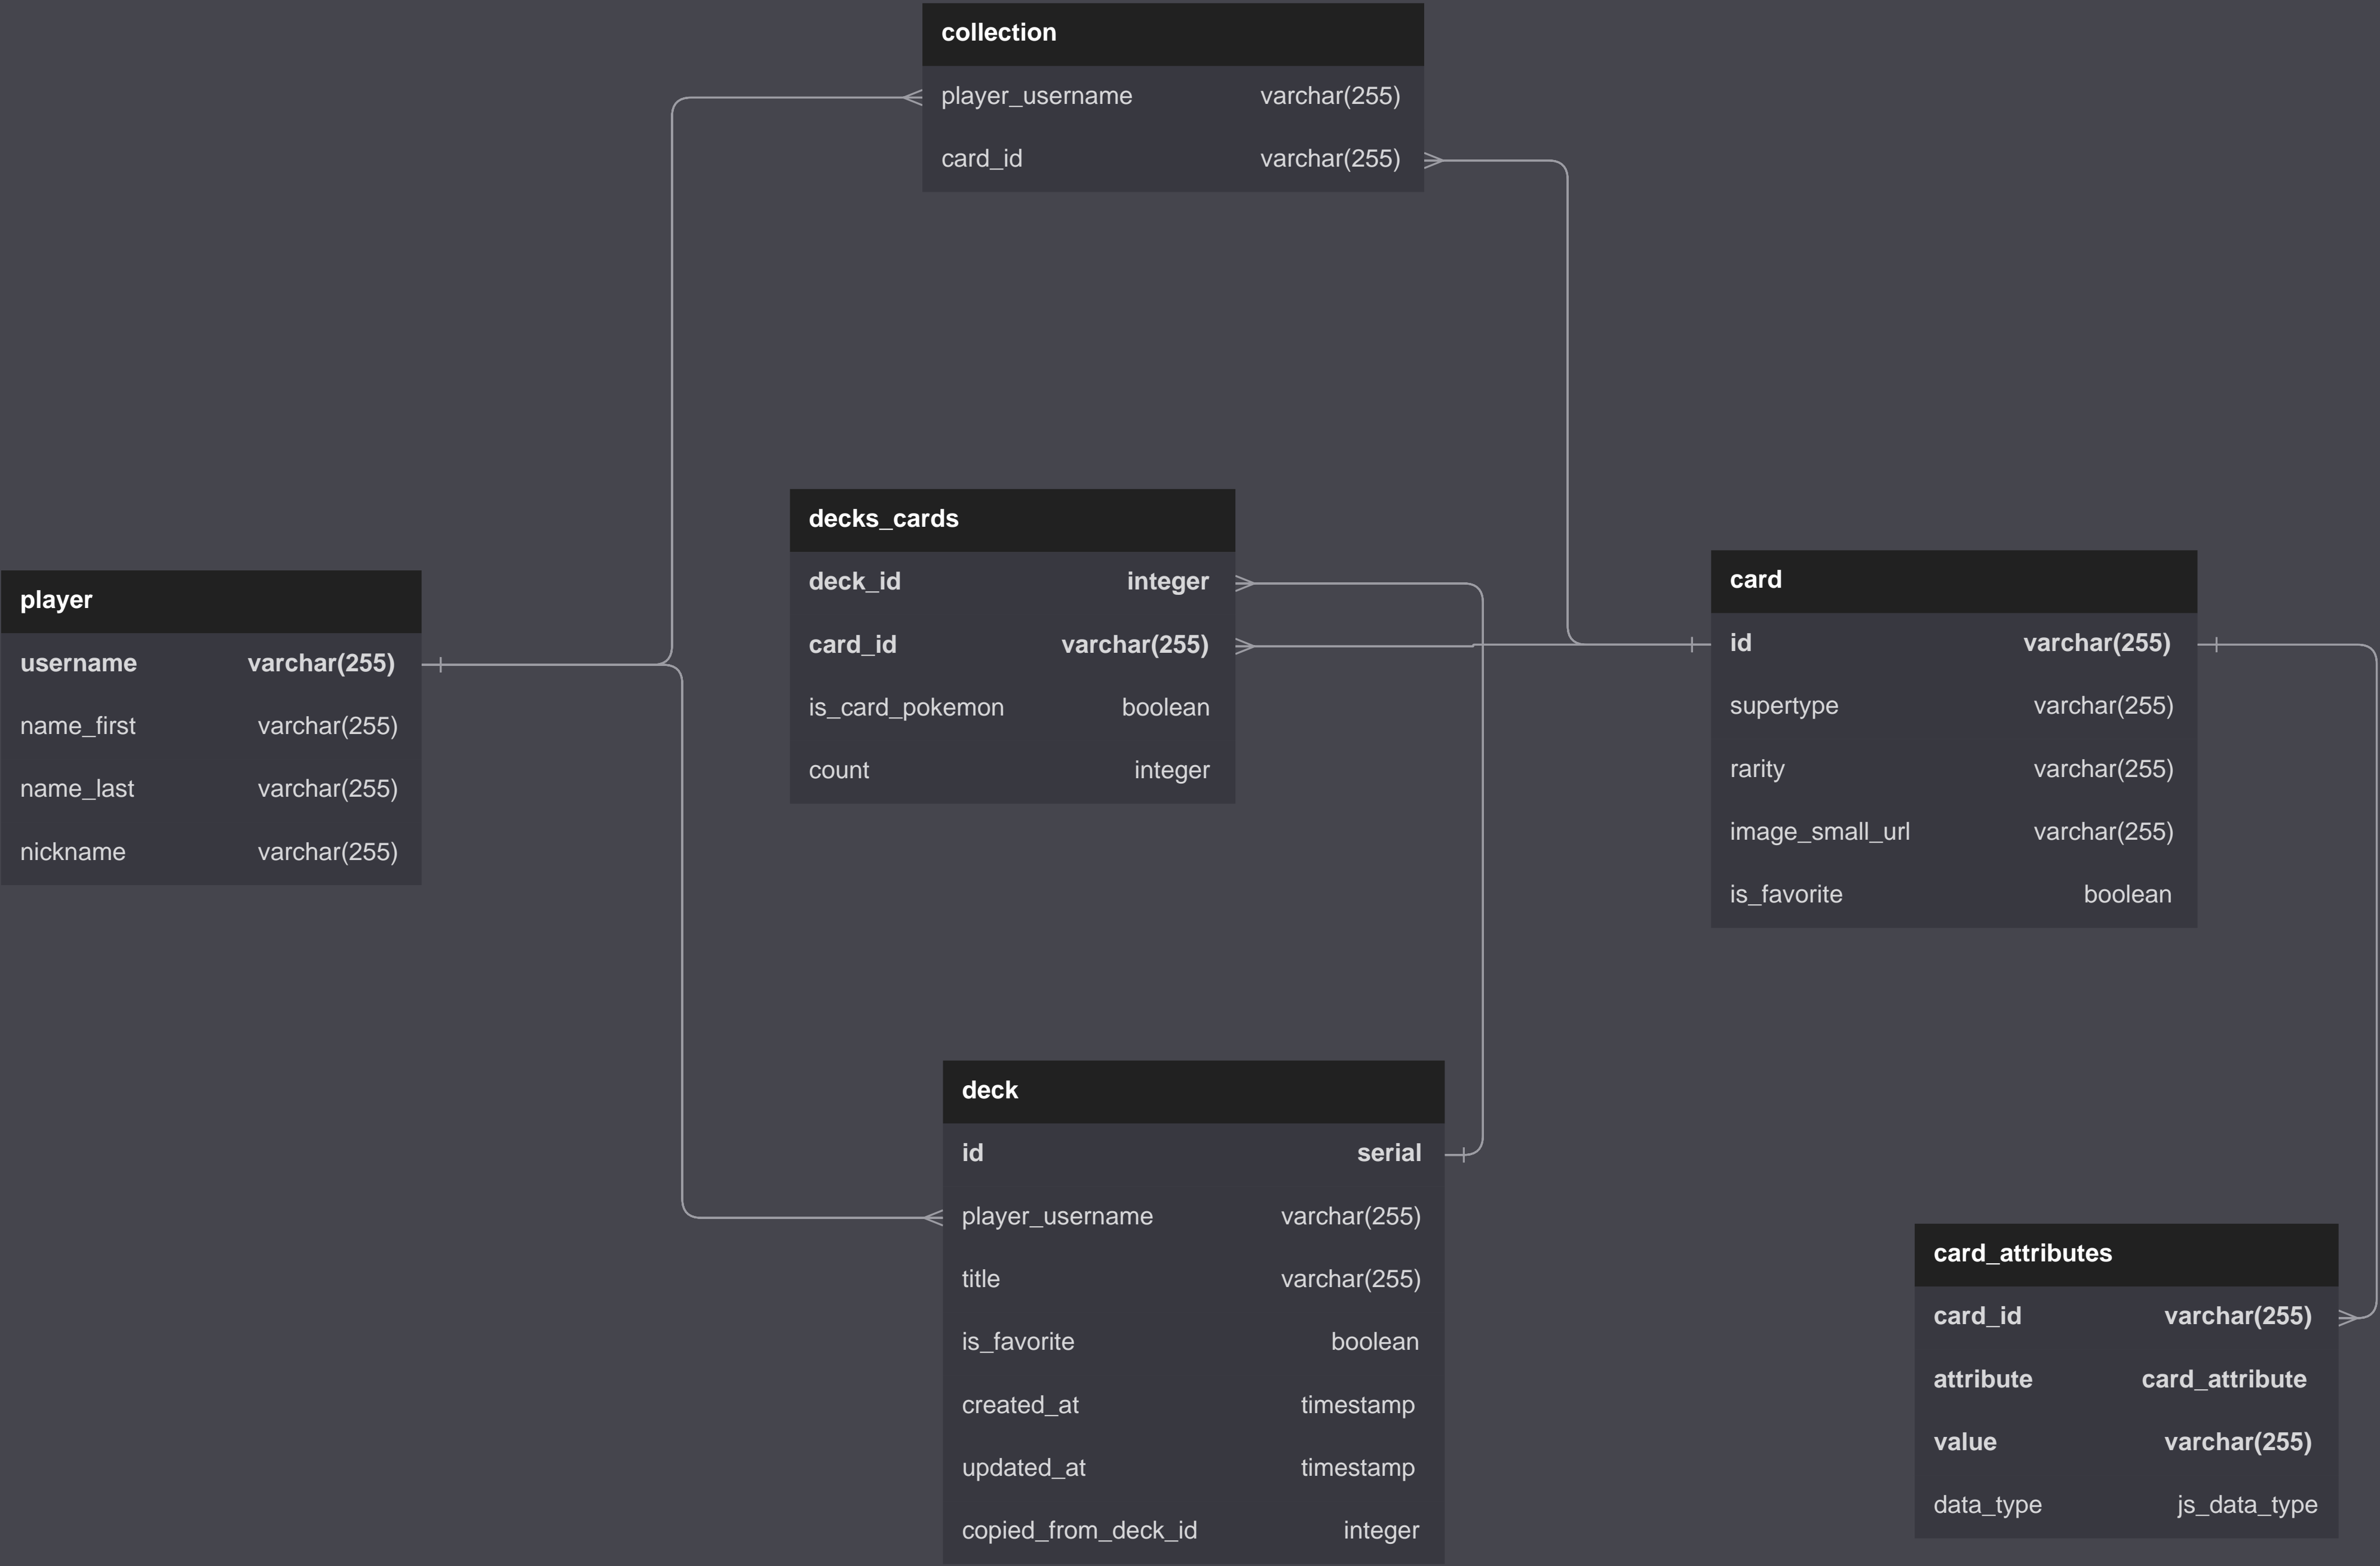 collection
player_username varchar(255)
card_id varchar(255)
decks_cards
deck_id integer
card_id varchar(255)
is_card_pokemon boolean
count integer
player
username varchar(255)
name_first varchar(255)
name_last varchar(255)
nickname varchar(255)
card
id varchar(255)
supertype varchar(255)
rarity varchar(255)
image_small_url varchar(255)
is_favorite boolean
deck
id serial
player_username varchar(255)
title varchar(255)
is_favorite boolean
created_at timestamp
updated_at timestamp
copied_from_deck_id integer
card_attributes
card_id varchar(255)
attribute card_attribute
value varchar(255)
data_type js_data_type